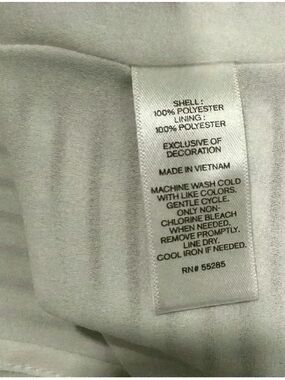 SHELL:
100% POLYESTER
LINING:
100% POLYESTER
EXCLUSIVE OF
DECORATION
MADE IN VIETNAM
MACHINE WASH COLD
WITH LIKE COLORS.
GENTLE CYCLE.
ONLY NON-
CHLORINE BLEACH
WHEN NEEDED.
REMOVE PROMPTLY.
LINE DRY.
COOL IRON IF NEEDED.
RN# 55285